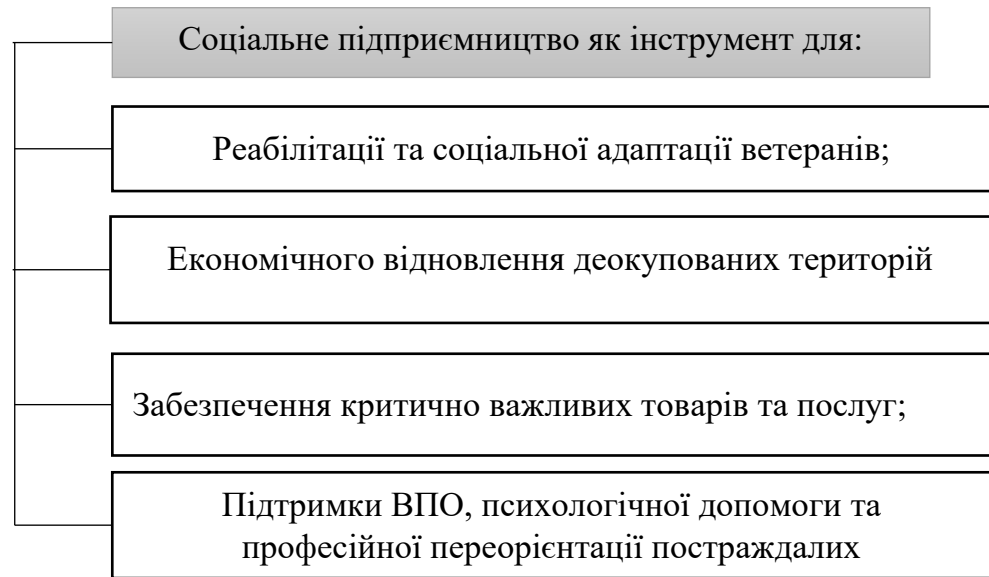 Соціальне підприємництво як інструмент для:
Реабілітації та соціальної адаптації ветеранів;
Економічного відновлення деокупованих територій
Забезпечення критично важливих товарів та послуг;
Підтримки ВПО, психологічної допомоги та
професійної переорієнтації постраждалих